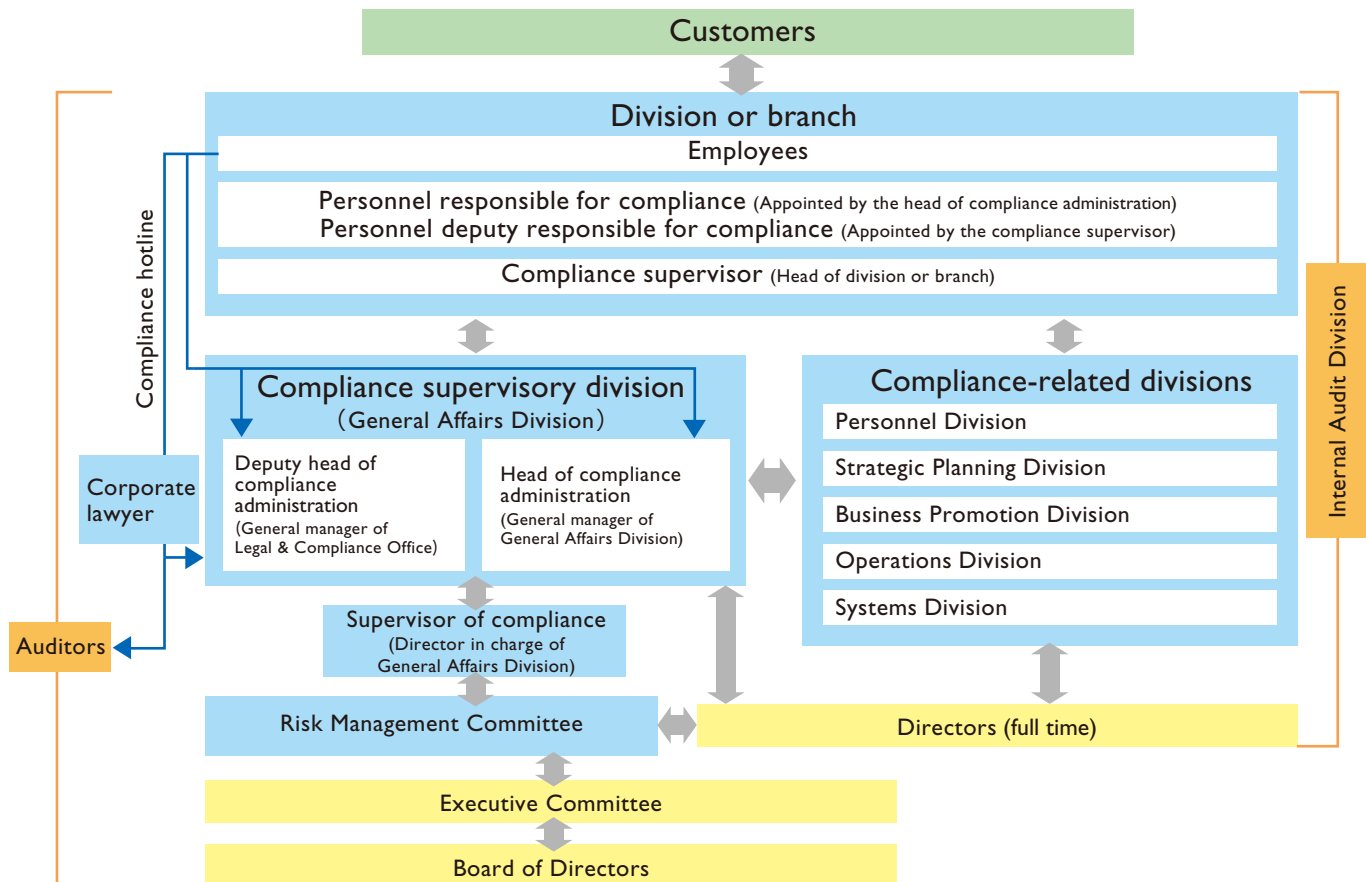 Customers
Division or branch
Employees
Personnel responsible for compliance (Appointed by the head of compliance administration)
Personnel deputy responsible for compliance (Appointed by the compliance supervisor)
Compliance supervisor (Head of division or branch)
Compliance hotline
Internal Audit Division
Compliance supervisory division
(General Affairs Division)
Deputy head of
compliance
administration
(General manager of
Legal & Compliance Office)
Head of compliance
administration
(General manager of
General Affairs Division)
Compliance-related divisions
Personnel Division
Strategic Planning Division
Business Promotion Division
Operations Division
Systems Division
Corporate
lawyer
Auditors
Supervisor of compliance
(Director in charge of
General Affairs Division)
Risk Management Committee
Directors (full time)
Executive Committee
Board of Directors